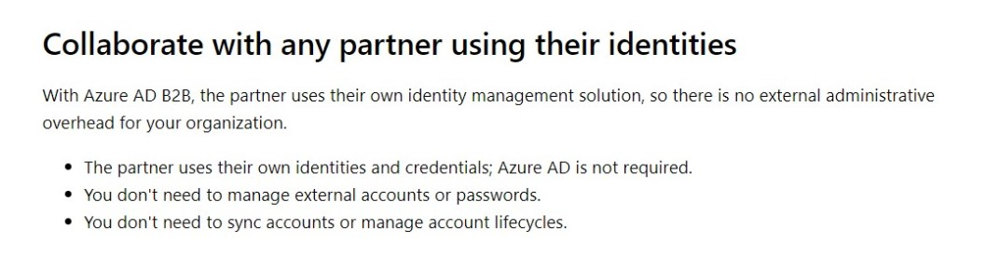 Collaborate with any partner using their identities
With Azure AD B2B, the partner uses their own identity management solution, so there is no external administrative
overhead for your organization.
• The partner uses their own identities and credentials; Azure AD is not required.
• You don't need to manage external accounts or passwords.
• You don't need to sync accounts or manage account lifecycles.